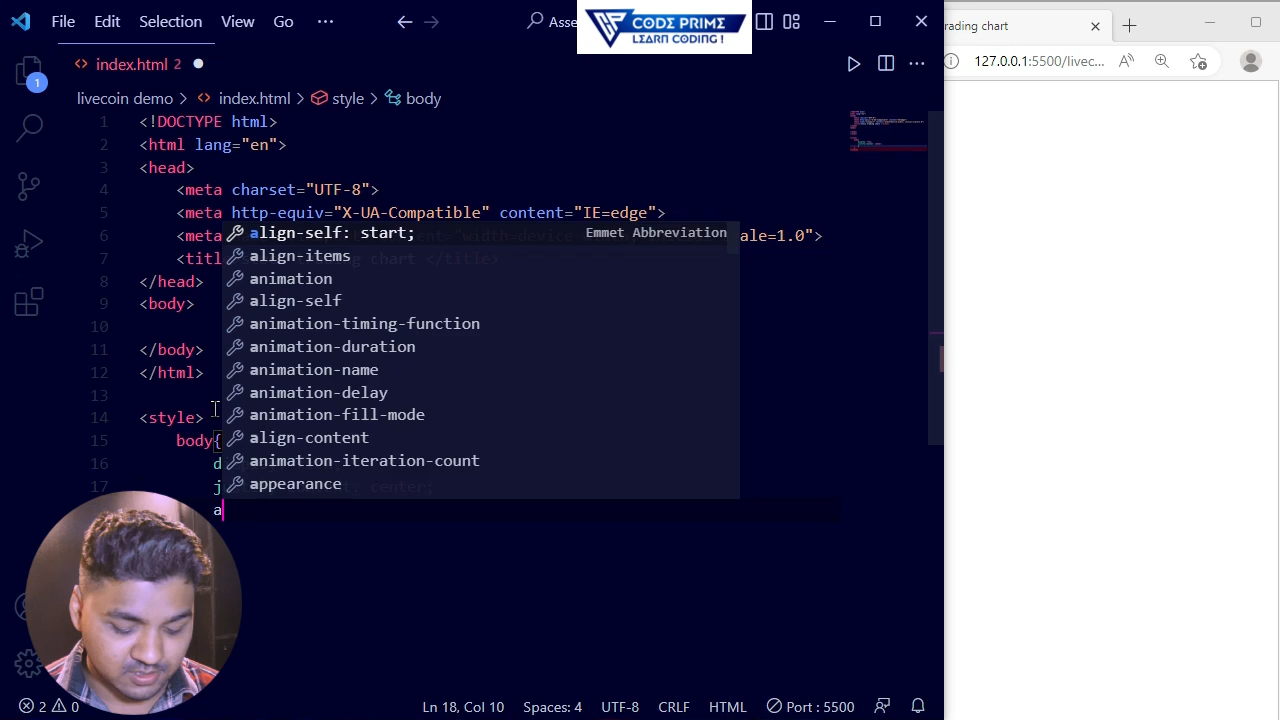 File Edit Selection View Go ... Asse
CODE PRIME
LEARN CODING !
rading chart
127.0.0.1:5500/livec...
1
index.html 2
livecoin demo > index.html > style > body
1 <!DOCTYPE html>
2 <html lang="en">
3 <head>
4 <meta charset="UTF-8">
5 <meta http-equiv="X-UA-Compatible" content="IE=edge">
6 <meta ale=1.0">
7 <titl chart </title>
8 </head>
9 <body>
10
11 </body>
12 </html>
13
14 <style>
15 body{
16 d
17 j center;
a
align-self: start; Emmet Abbreviation
align-items
animation
align-self
animation-timing-function
animation-duration
animation-name
animation-delay
animation-fill-mode
align-content
animation-iteration-count
appearance
2 0 Ln 18, Col 10 Spaces: 4 UTF-8 CRLF HTML Port : 5500